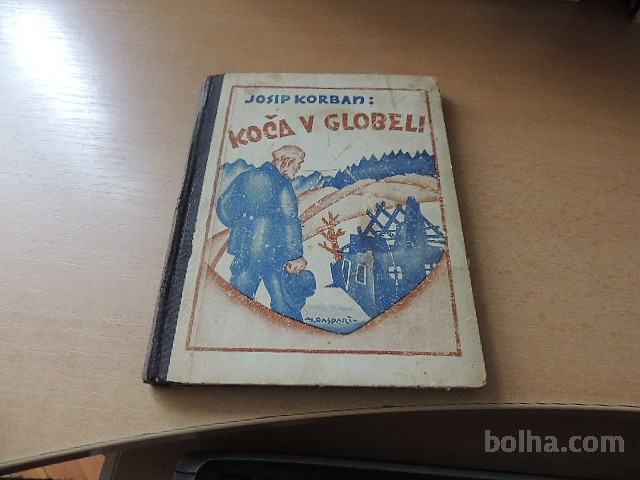 JOSIP KORBAN:
KOČA V GLOBELI
M. GASPARI
bolha.com